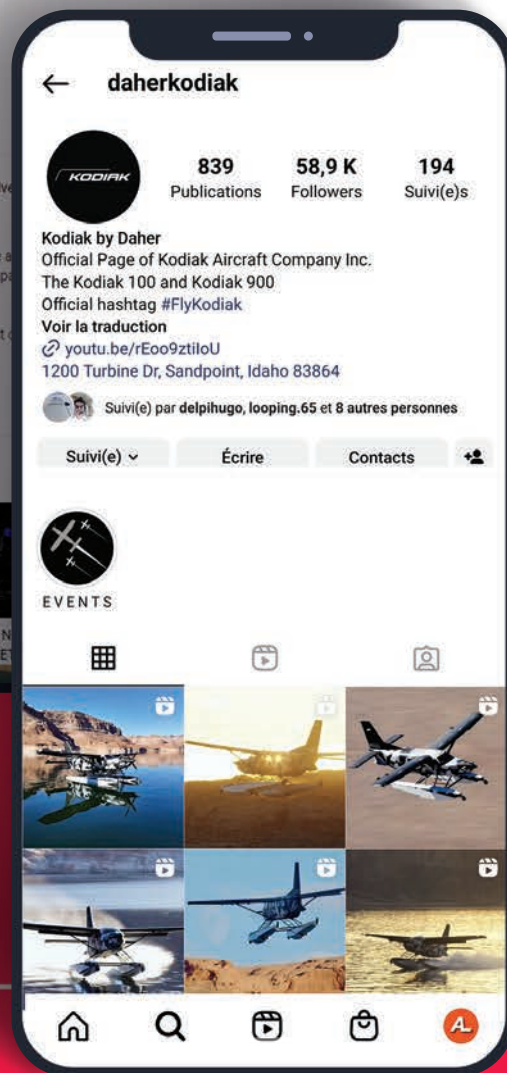 daherkodiak
KODIAK
839
58,9 K
194
Publications
Followers
Suivi(e)s
Kodiak by Daher
Official Page of Kodiak Aircraft Company Inc.
The Kodiak 100 and Kodiak 900
Official hashtag #FlyKodiak
Voir la traduction
youtu.be/rEoo9ztiIoU
1200 Turbine Dr, Sandpoint, Idaho 83864
Suivi(e) par delpihugo, looping.65 et 8 autres personnes
Suivi(e)
Écrire
Contacts
EVENTS
AL